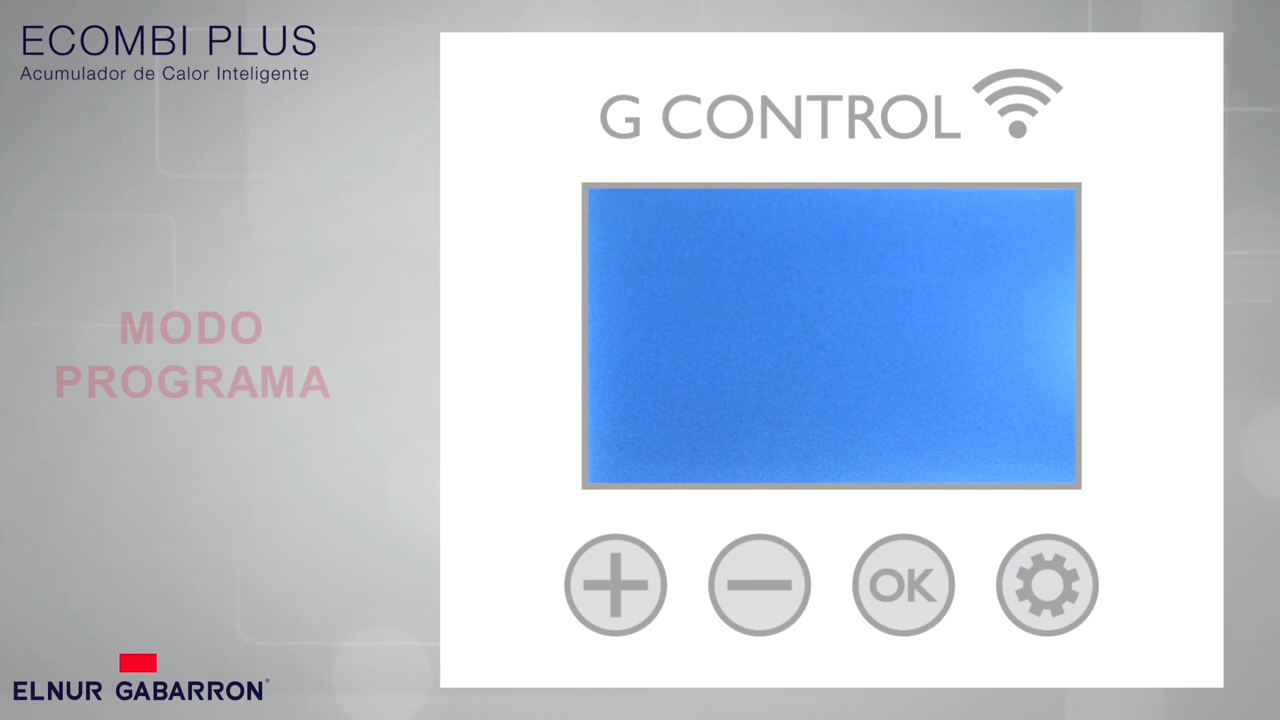 ECOMBI PLUS
Acumulador de Calor Inteligente
G CONTROL
MODO
PROGRAMA
OK
ELNUR GABARRON®